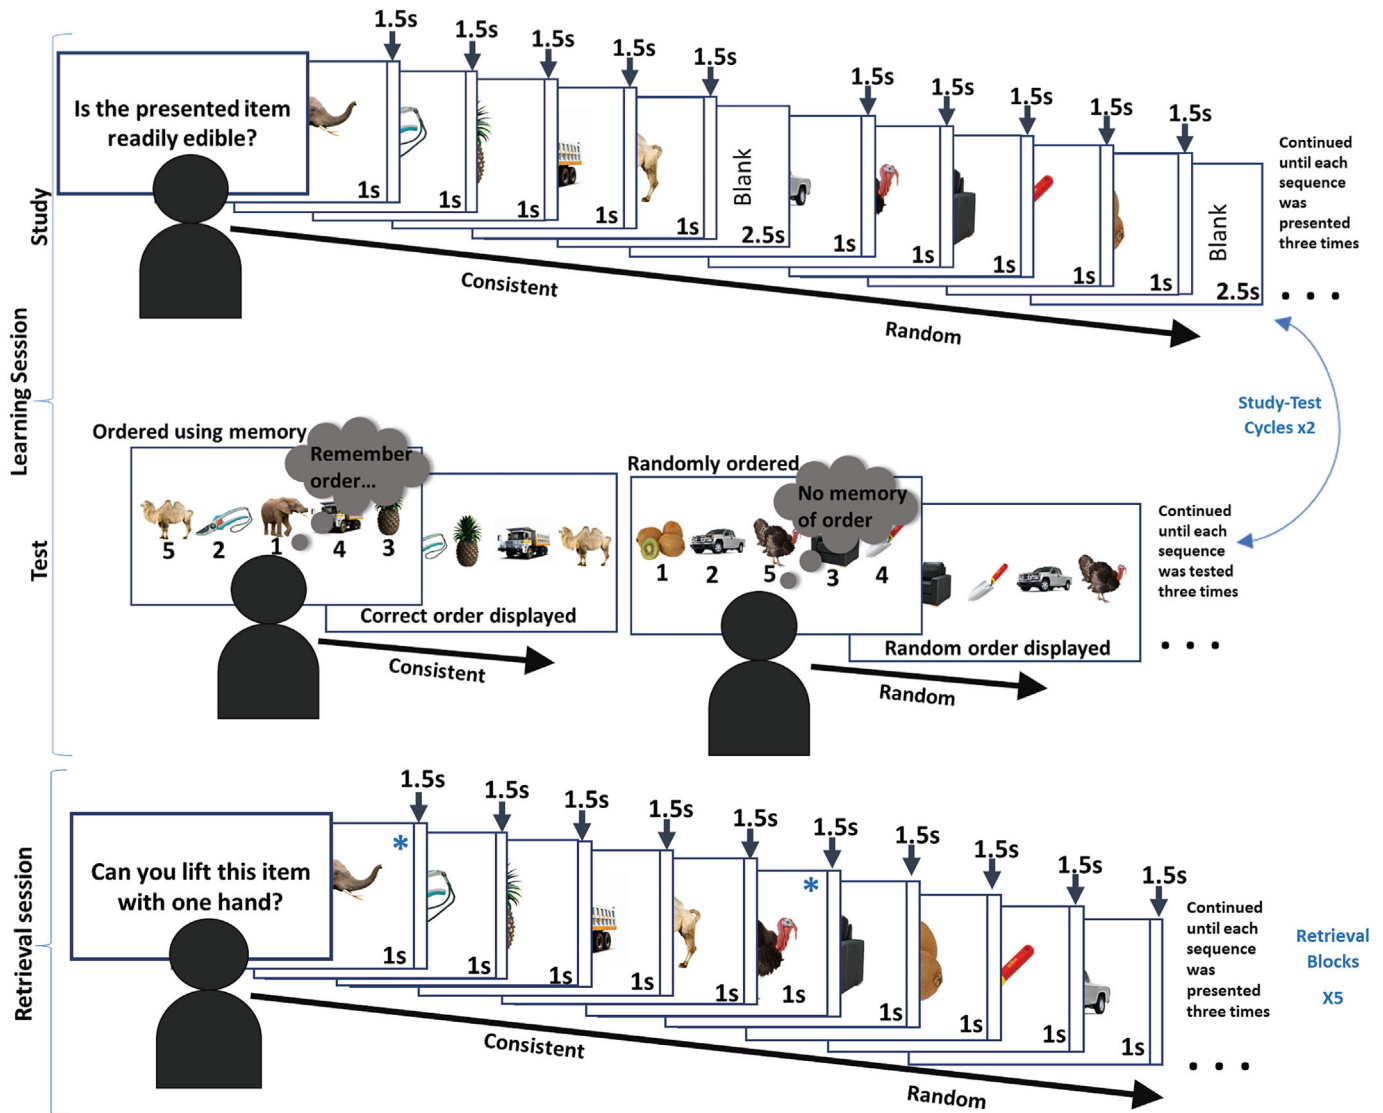 1.5s
1.5s
1.5s
1.5s
1.5s
1.5s
1.5s
1.5s
1.5s
1.5s
Is the presented item
readily edible?
1s
1s
1s
1s
1s
Blank
2.5s
1s
1s
1s
1s
1s
Blank
2.5s
Continued
until each
sequence
was
presented
three times
. . .
Consistent
Random
Study
Learning Session
Study-Test
Cycles x2
Test
Ordered using memory
Remember
order...
5 2 1 4 3
Correct order displayed
Consistent
Randomly ordered
No memory
of order
1 2 5 3 4
Random order displayed
Random
Continued
until each
sequence
was tested
three times
. . .
Retrieval session
1.5s
1.5s
1.5s
1.5s
1.5s
1.5s
1.5s
1.5s
1.5s
1.5s
Can you lift this item
with one hand?
*
1s
1s
1s
1s
1s
*
1s
1s
1s
1s
1s
Consistent
Random
Continued
until each
sequence
was
presented
three times
. . .
Retrieval
Blocks
X5